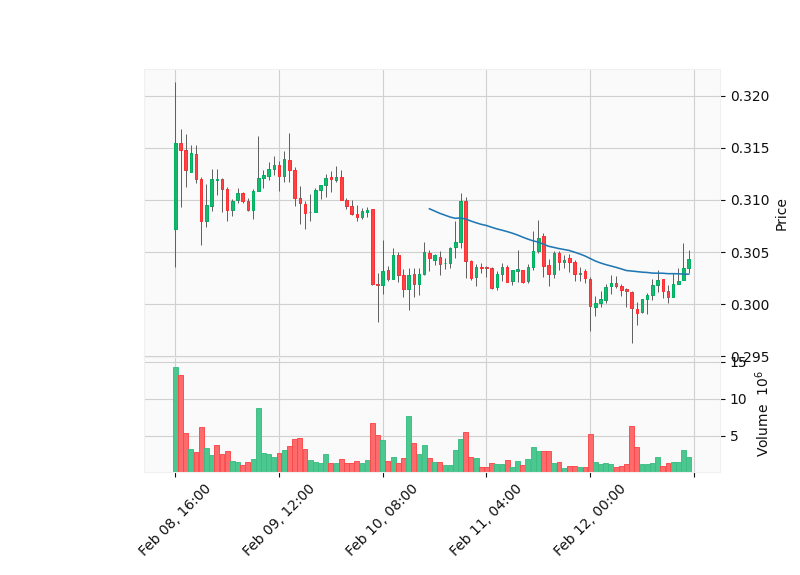 0.320
0.315
0.310
0.305
0.300
0.295
Price
15
10
5
Volume 10^6
Feb 08, 16:00
Feb 09, 12:00
Feb 10, 08:00
Feb 11, 04:00
Feb 12, 00:00